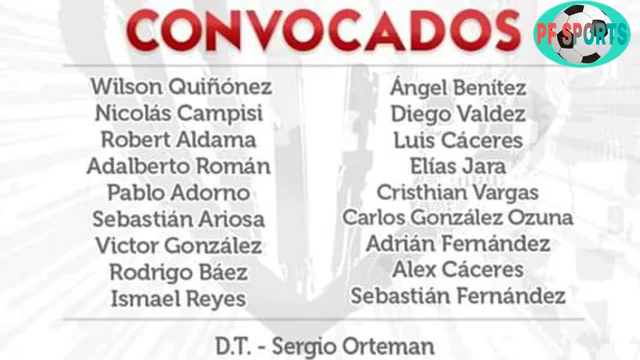 CONVOCADOS
PF SPORTS
Wilson Quiñónez
Nicolás Campisi
Robert Aldama
Adalberto Román
Pablo Adorno
Sebastián Ariosa
Victor González
Rodrigo Báez
Ismael Reyes
Ángel Benítez
Diego Valdez
Luis Cáceres
Elías Jara
Cristhian Vargas
Carlos González Ozuna
Adrián Fernández
Alex Cáceres
Sebastián Fernández
D.T. - Sergio Orteman